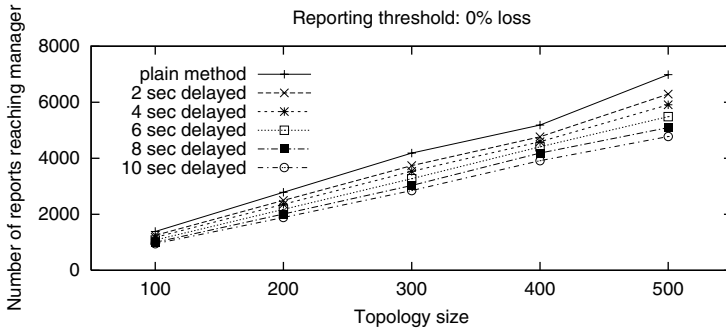 Reporting threshold: 0% loss
Number of reports reaching manager
8000
6000
4000
2000
0
plain method
2 sec delayed
4 sec delayed
6 sec delayed
8 sec delayed
10 sec delayed
100 200 300 400 500
Topology size